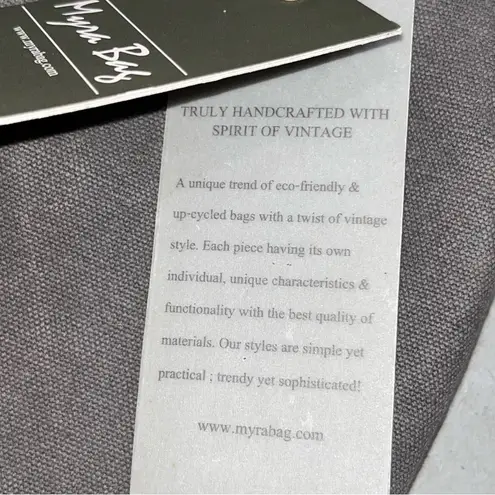 Myra Bag
www.myrabag.com
TRULY HANDCRAFTED WITH
SPIRIT OF VINTAGE
A unique trend of eco-friendly &
up-cycled bags with a twist of vintage
style. Each piece having its own
individual, unique characteristics &
functionality with the best quality of
materials. Our styles are simple yet
practical ; trendy yet sophisticated!
www.myrabag.com